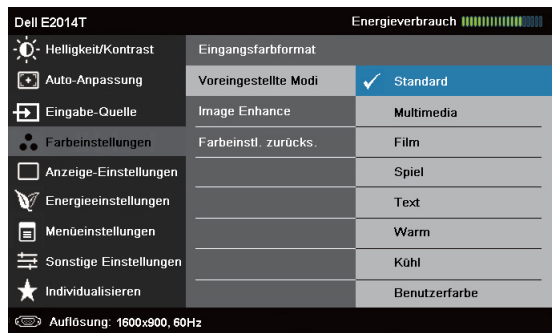 Dell E2014T Energieverbrauch
Helligkeit/Kontrast Eingangsfarbformat
Auto-Anpassung Voreingestellte Modi Standard
Eingabe-Quelle Image Enhance Multimedia
Farbeinstellungen Farbeinstl. zurücks. Film
Anzeige-Einstellungen Spiel
Energieeinstellungen Text
Menüeinstellungen Warm
Sonstige Einstellungen Kühl
Individualisieren Benutzerfarbe
Auflösung: 1600x900, 60Hz